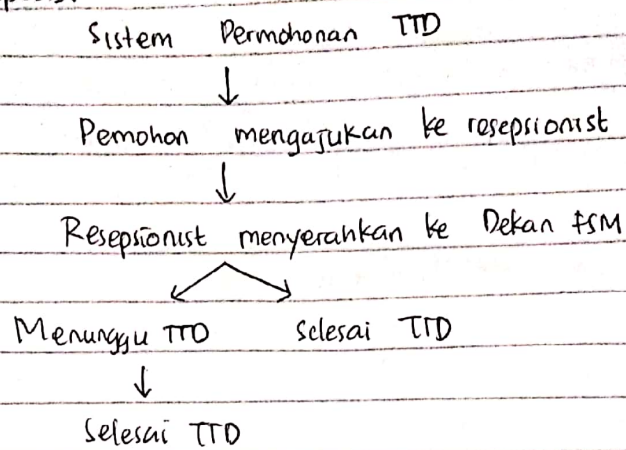 Sistem Permohonan TTD
Pemohon mengajukan ke resepsionist
Resepsionist menyerahkan ke Dekan FSM
Menunggu TTD Selesai TTD
Selesai TTD